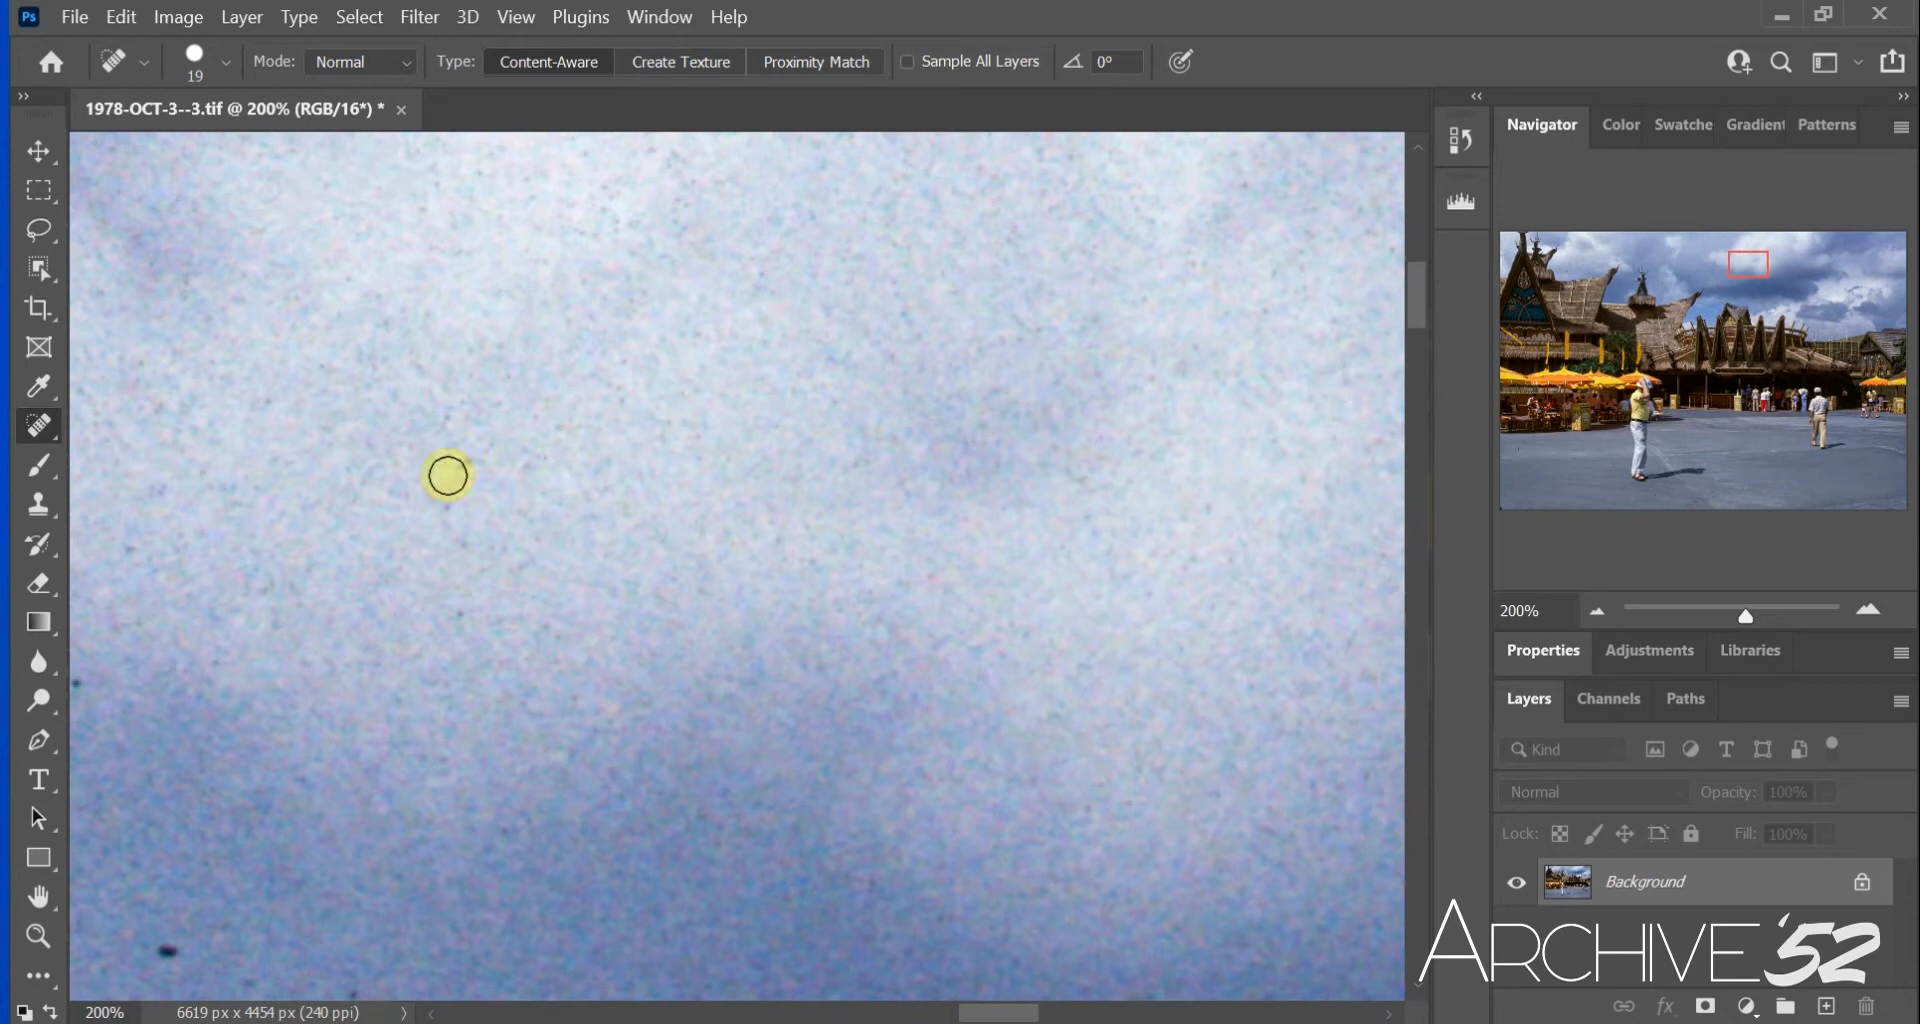 Ps File Edit Image Layer Type Select Filter 3D View Plugins Window Help
19 Mode: Normal Type: Content-Aware Create Texture Proximity Match Sample All Layers 0°
1978-OCT-3--3.tif @ 200% (RGB/16*) *
Navigator Color Swatche Gradient Patterns
200%
Properties Adjustments Libraries
Layers Channels Paths
Kind
Normal Opacity: 100%
Lock: Fill: 100%
Background
ARCHIVE '52
fx
200% 6619 px x 4454 px (240 ppi)